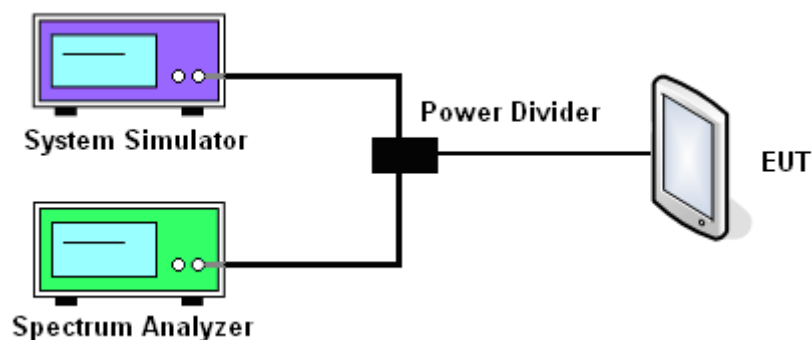 System Simulator
Power Divider
EUT
Spectrum Analyzer